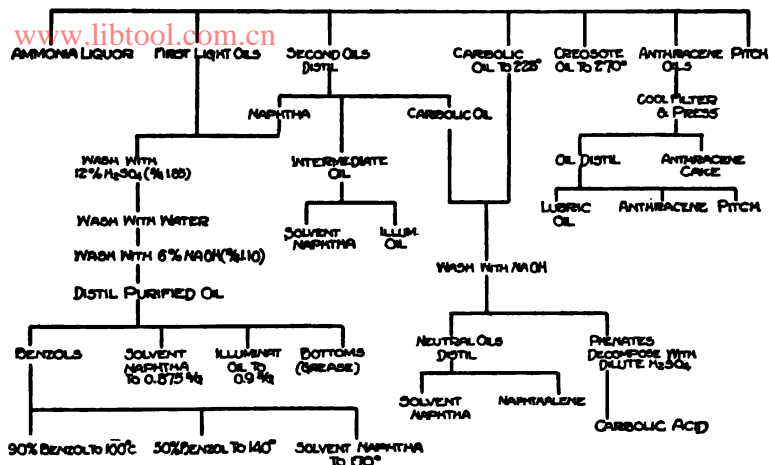 www.libtool.com.cn
AMMONIA LIQUOR
FIRST LIGHT OILS
SECOND OILS
DISTIL
CARBOLIC
OIL TO 225°
CREOSOTE
OIL TO 270°
ANTHRACENE
OILS
PITCH
COOL FILTER
& PRESS
NAPHTHA
CARBOLIC OIL
WASH WITH
12% H2SO4 (S/G 1.85)
INTERMEDIATE
OIL
OIL DISTIL
ANTHRACENE
CAKE
WASH WITH WATER
LUBRIC
OIL
ANTHRACENE
PITCH
SOLVENT
NAPHTHA
ILLUM.
OIL
WASH WITH 6% NAOH (S/G 1.10)
WASH WITH NAOH
DISTIL PURIFIED OIL
BENZOLS
SOLVENT
NAPHTHA
TO 0.875 S/G
ILLUMINAT
OIL TO
0.9 S/G
BOTTOMS
(GREASE)
NEUTRAL OILS
DISTIL
PHENATES
DECOMPOSE WITH
DILUTE H2SO4
SOLVENT
NAPHTHA
NAPHTHALENE
CARBOLIC ACID
90% BENZOL TO 100°C
50% BENZOL TO 140°
SOLVENT NAPHTHA
TO 170°